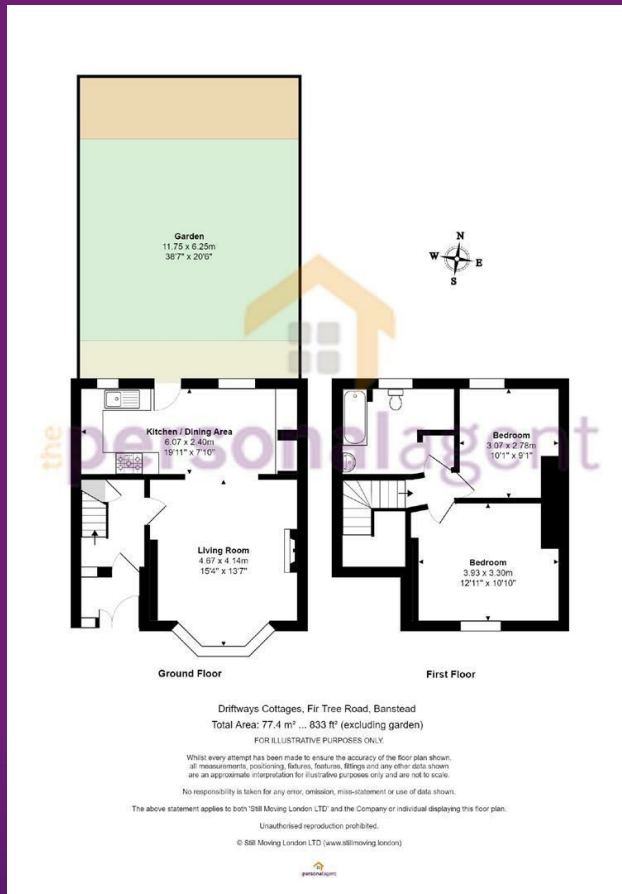 Garden
11.75 x 6.25m
38'7" x 20'6"
N
W E
S
the personalagent
Kitchen / Dining Area
6.07 x 2.40m
19'11" x 7'10"
Bedroom
3.07 x 2.78m
10'1" x 9'1"
Living Room
4.67 x 4.14m
15'4" x 13'7"
Bedroom
3.93 x 3.30m
12'11" x 10'10"
Ground Floor
First Floor
Driftways Cottages, Fir Tree Road, Banstead
Total Area: 77.4 m² ... 833 ft² (excluding garden)
FOR ILLUSTRATIVE PURPOSES ONLY.
Whilst every attempt has been made to ensure the accuracy of the floor plan shown,
all measurements, positioning, fixtures, features, fittings and any other data shown
are an approximate interpretation for illustrative purposes only and are not to scale.
No responsibility is taken for any error, omission, miss-statement or use of data shown.
The above statement applies to both 'Still Moving London LTD' and the Company or individual displaying this floor plan.
Unauthorised reproduction prohibited.
© Still Moving London LTD (www.stillmoving.london)
personalagent